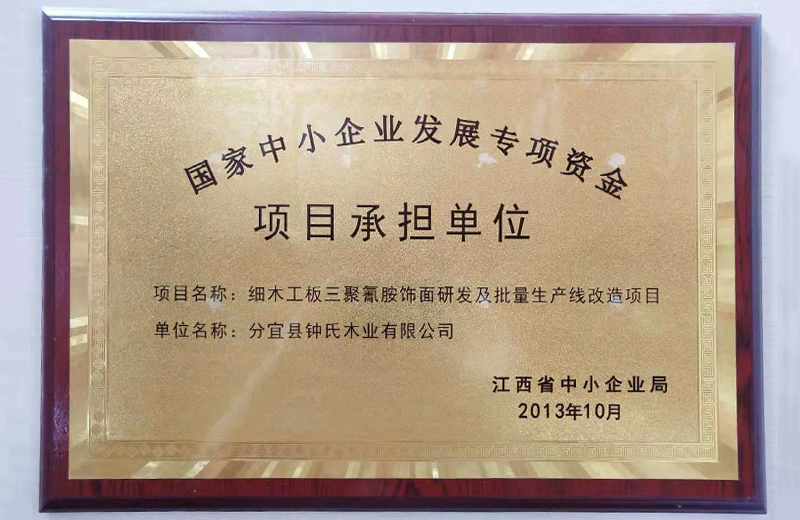 国家中小企业发展专项资金
项目承担单位
项目名称：细木工板三聚氰胺饰面研发及批量生产线改造项目
单位名称：分宜县钟氏木业有限公司
江西省中小企业局
2013年10月